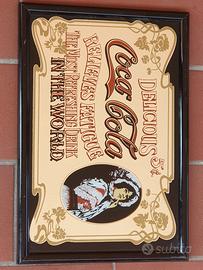 DELICIOUS 5¢
Coca-Cola
RELIEVES FATIGUE
THE MOST REFRESHING DRINK
IN THE WORLD
subito